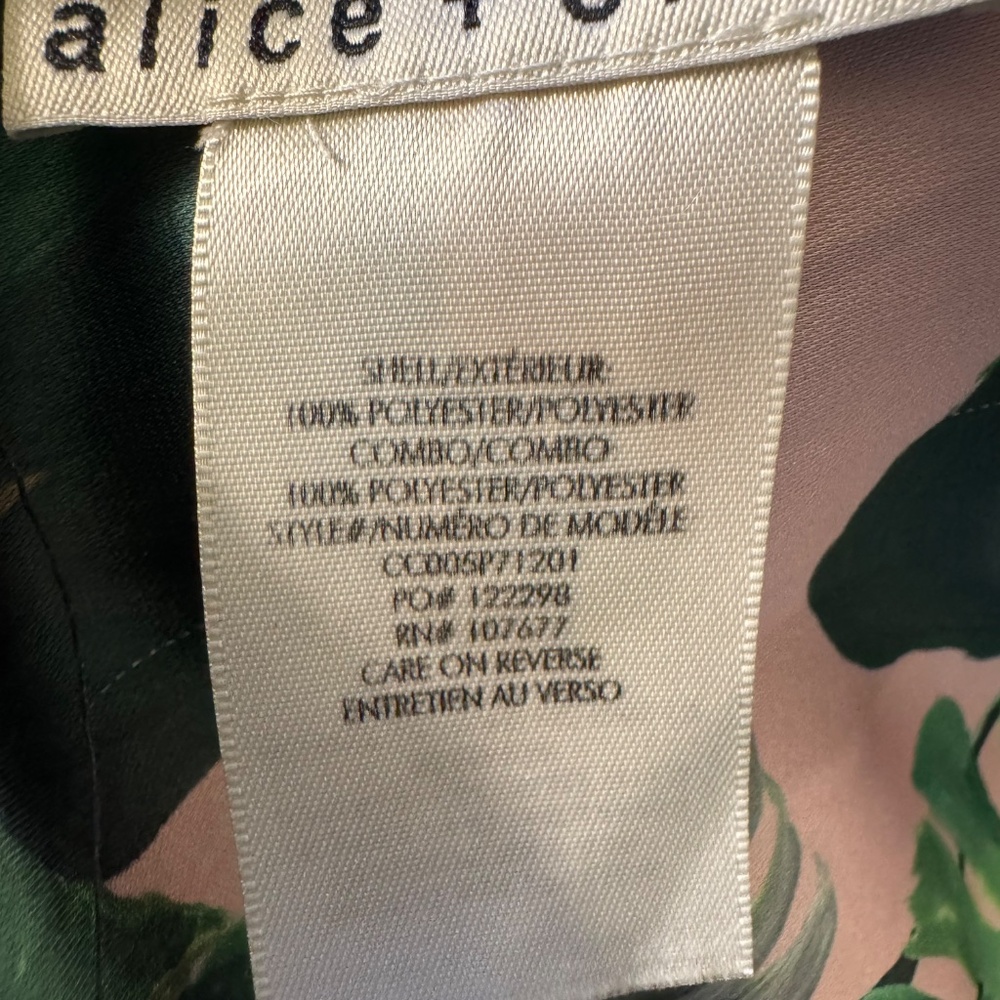 alice + o
SHELL/EXTÉRIEUR:
100% POLYESTER/POLYESTER
COMBO/COMBO:
100% POLYESTER/POLYESTER
STYLE#/NUMÉRO DE MODÈLE
CC005P71201
PO# 122298
RN# 107677
CARE ON REVERSE
ENTRETIEN AU VERSO